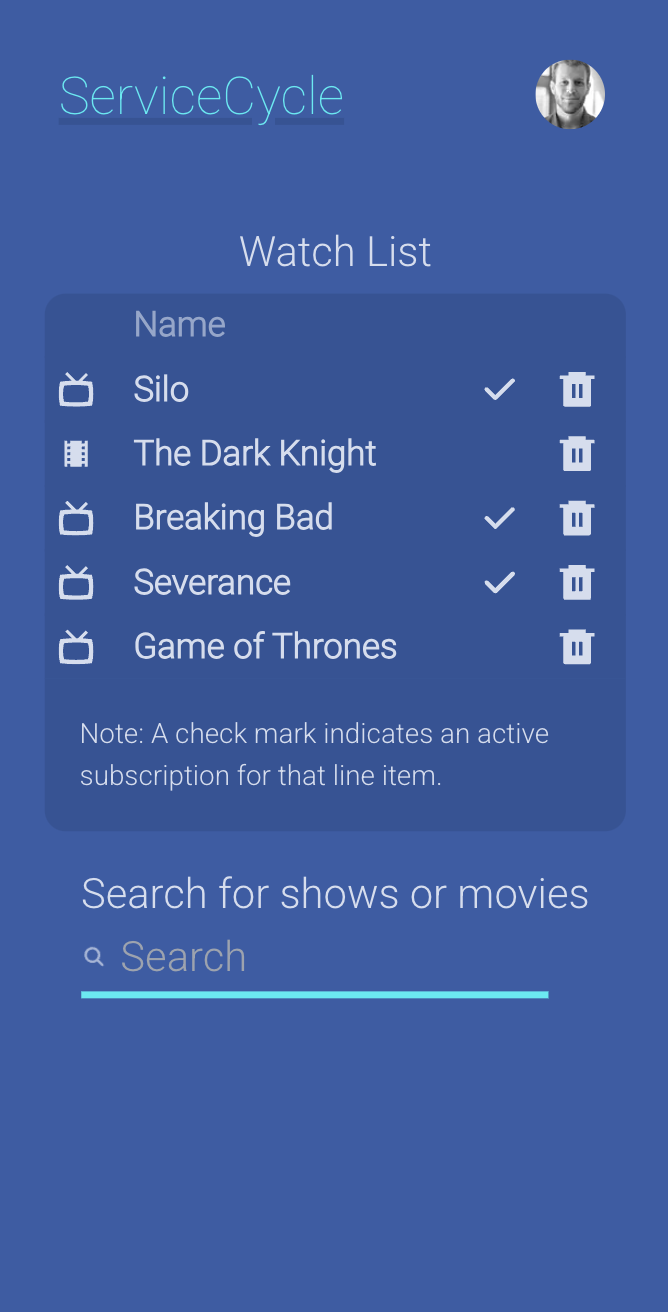 ServiceCycle
Watch List
Name
Silo
The Dark Knight
Breaking Bad
Severance
Game of Thrones
Note: A check mark indicates an active
subscription for that line item.
Search for shows or movies
Search